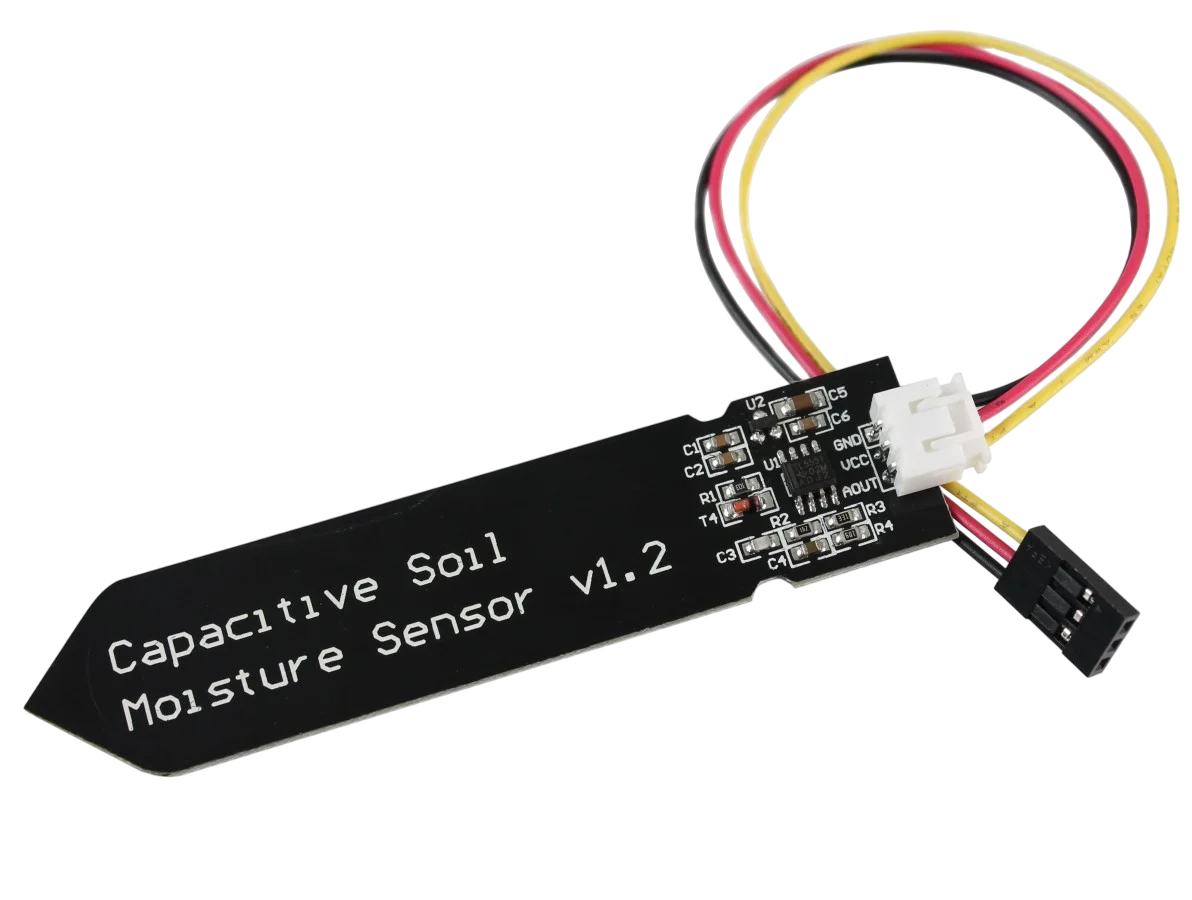 Capacitive Soil
Moisture Sensor v1.2
U2
C5
C6
C1
C2
U1
GND
VCC
AOUT
R1
T4
R2
R3
R4
C3
C4
103